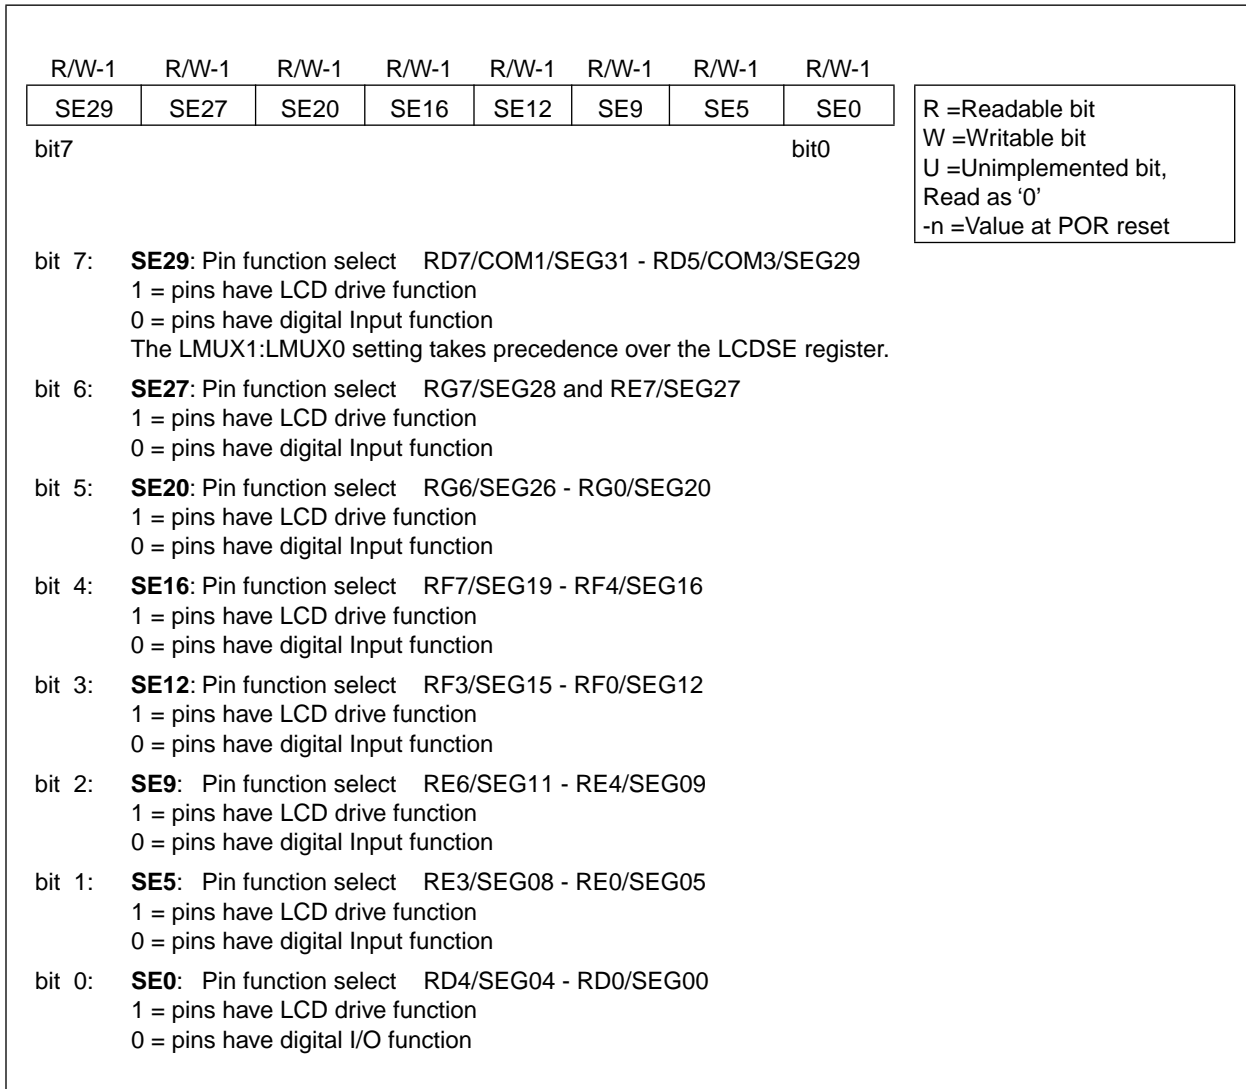 R/W-1 R/W-1 R/W-1 R/W-1 R/W-1 R/W-1 R/W-1 R/W-1
SE29 SE27 SE20 SE16 SE12 SE9 SE5 SE0
bit7 bit0
R =Readable bit
W =Writable bit
U =Unimplemented bit,
Read as ‘0’
-n =Value at POR reset
bit 7: SE29: Pin function select RD7/COM1/SEG31 - RD5/COM3/SEG29
1 = pins have LCD drive function
0 = pins have digital Input function
The LMUX1:LMUX0 setting takes precedence over the LCDSE register.
bit 6: SE27: Pin function select RG7/SEG28 and RE7/SEG27
1 = pins have LCD drive function
0 = pins have digital Input function
bit 5: SE20: Pin function select RG6/SEG26 - RG0/SEG20
1 = pins have LCD drive function
0 = pins have digital Input function
bit 4: SE16: Pin function select RF7/SEG19 - RF4/SEG16
1 = pins have LCD drive function
0 = pins have digital Input function
bit 3: SE12: Pin function select RF3/SEG15 - RF0/SEG12
1 = pins have LCD drive function
0 = pins have digital Input function
bit 2: SE9: Pin function select RE6/SEG11 - RE4/SEG09
1 = pins have LCD drive function
0 = pins have digital Input function
bit 1: SE5: Pin function select RE3/SEG08 - RE0/SEG05
1 = pins have LCD drive function
0 = pins have digital Input function
bit 0: SE0: Pin function select RD4/SEG04 - RD0/SEG00
1 = pins have LCD drive function
0 = pins have digital I/O function